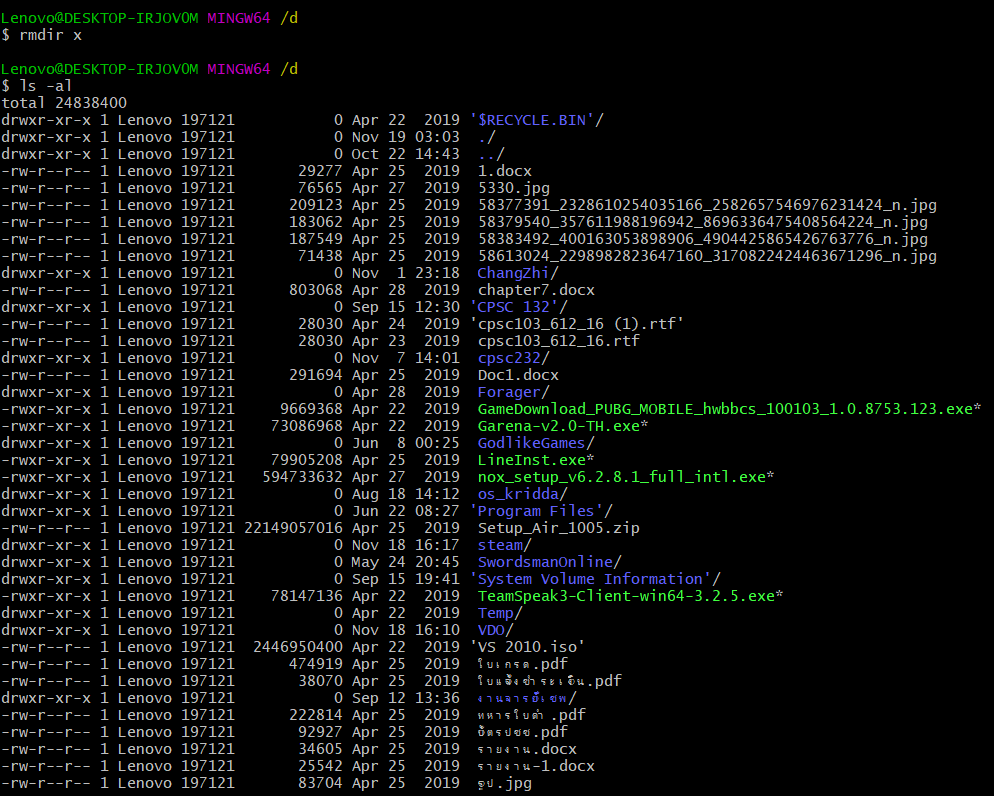 Lenovo@DESKTOP-IRJOV0M MINGW64 /d
$ rmdir x
Lenovo@DESKTOP-IRJOV0M MINGW64 /d
$ ls -al
total 24838400
drwxr-xr-x 1 Lenovo 197121 0 Apr 22 2019 '$RECYCLE.BIN'/
drwxr-xr-x 1 Lenovo 197121 0 Nov 19 03:03 ./
drwxr-xr-x 1 Lenovo 197121 0 Oct 22 14:43 ../
-rw-r--r-- 1 Lenovo 197121 29277 Apr 25 2019 1.docx
-rw-r--r-- 1 Lenovo 197121 76565 Apr 27 2019 5330.jpg
-rw-r--r-- 1 Lenovo 197121 209123 Apr 25 2019 58377391_2328610254035166_2582657546976231424_n.jpg
-rw-r--r-- 1 Lenovo 197121 183062 Apr 25 2019 58379540_357611988196942_8696336475408564224_n.jpg
-rw-r--r-- 1 Lenovo 197121 187549 Apr 25 2019 58383492_400163053898906_4904425865426763776_n.jpg
-rw-r--r-- 1 Lenovo 197121 71438 Apr 25 2019 58613024_2298982823647160_3170822424463671296_n.jpg
drwxr-xr-x 1 Lenovo 197121 0 Nov 1 23:18 ChangZhi/
-rw-r--r-- 1 Lenovo 197121 803068 Apr 28 2019 chapter7.docx
drwxr-xr-x 1 Lenovo 197121 0 Sep 15 12:30 'CPSC 132'/
-rw-r--r-- 1 Lenovo 197121 28030 Apr 24 2019 'cpsc103_612_16 (1).rtf'
-rw-r--r-- 1 Lenovo 197121 28030 Apr 23 2019 cpsc103_612_16.rtf
drwxr-xr-x 1 Lenovo 197121 0 Nov 7 14:01 cpsc232/
-rw-r--r-- 1 Lenovo 197121 291694 Apr 25 2019 Doc1.docx
drwxr-xr-x 1 Lenovo 197121 0 Apr 28 2019 Forager/
-rwxr-xr-x 1 Lenovo 197121 9669368 Apr 22 2019 GameDownload_PUBG_MOBILE_hwbbcs_100103_1.0.8753.123.exe*
-rwxr-xr-x 1 Lenovo 197121 73086968 Apr 22 2019 Garena-v2.0-TH.exe*
drwxr-xr-x 1 Lenovo 197121 0 Jun 8 00:25 GodlikeGames/
-rwxr-xr-x 1 Lenovo 197121 79905208 Apr 25 2019 LineInst.exe*
-rwxr-xr-x 1 Lenovo 197121 594733632 Apr 27 2019 nox_setup_v6.2.8.1_full_intl.exe*
drwxr-xr-x 1 Lenovo 197121 0 Aug 18 14:12 os_kridda/
drwxr-xr-x 1 Lenovo 197121 0 Jun 22 08:27 'Program Files'/
-rw-r--r-- 1 Lenovo 197121 22149057016 Apr 25 2019 Setup_Air_1005.zip
drwxr-xr-x 1 Lenovo 197121 0 Nov 18 16:17 steam/
drwxr-xr-x 1 Lenovo 197121 0 May 24 20:45 SwordsmanOnline/
drwxr-xr-x 1 Lenovo 197121 0 Sep 15 19:41 'System Volume Information'/
-rwxr-xr-x 1 Lenovo 197121 78147136 Apr 22 2019 TeamSpeak3-Client-win64-3.2.5.exe*
drwxr-xr-x 1 Lenovo 197121 0 Apr 22 2019 Temp/
drwxr-xr-x 1 Lenovo 197121 0 Nov 18 16:10 VDO/
-rw-r--r-- 1 Lenovo 197121 2446950400 Apr 22 2019 'VS 2010.iso'
-rw-r--r-- 1 Lenovo 197121 474919 Apr 25 2019 ใบเกรด.pdf
-rw-r--r-- 1 Lenovo 197121 38070 Apr 25 2019 ใบแจ้งชำระเงิน.pdf
drwxr-xr-x 1 Lenovo 197121 0 Sep 12 13:36
-rw-r--r-- 1 Lenovo 197121 222814 Apr 25 2019 ทหารใบดำ.pdf
-rw-r--r-- 1 Lenovo 197121 92927 Apr 25 2019 บัตรปชช.pdf
-rw-r--r-- 1 Lenovo 197121 34605 Apr 25 2019 รายงาน.docx
-rw-r--r-- 1 Lenovo 197121 25542 Apr 25 2019 รายงาน-1.docx
-rw-r--r-- 1 Lenovo 197121 83704 Apr 25 2019 รูป.jpg